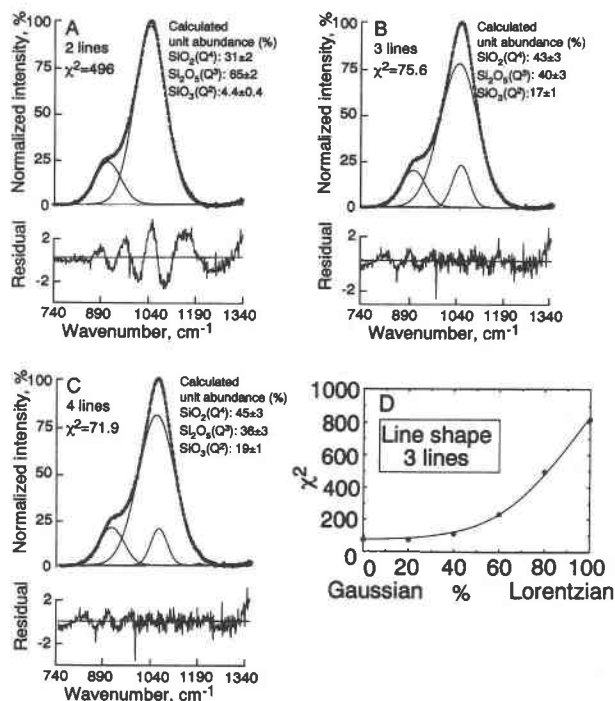 A
2 lines
χ²=496
Calculated
unit abundance (%)
SiO₂(Q⁴): 31±2
Si₂O₅(Q³): 65±2
SiO₃(Q²):4.4±0.4
Normalized intensity, %
100
75
50
25
0
Residual
2
-2
740 890 1040 1190 1340
Wavenumber, cm⁻¹
B
3 lines
χ²=75.6
Calculated
unit abundance (%)
SiO₂(Q⁴): 43±3
Si₂O₅(Q³): 40±3
SiO₃(Q²):17±1
Normalized intensity, %
100
75
50
25
0
Residual
2
-2
740 890 1040 1190 1340
Wavenumber, cm⁻¹
C
4 lines
χ²=71.9
Calculated
unit abundance (%)
SiO₂(Q⁴): 45±3
Si₂O₅(Q³): 36±3
SiO₃(Q²): 19±1
Normalized intensity, %
100
75
50
25
0
Residual
2
-2
740 890 1040 1190 1340
Wavenumber, cm⁻¹
D
Line shape
3 lines
χ²
1000
800
600
400
200
0
0 20 40 60 80 100
Gaussian % Lorentzian